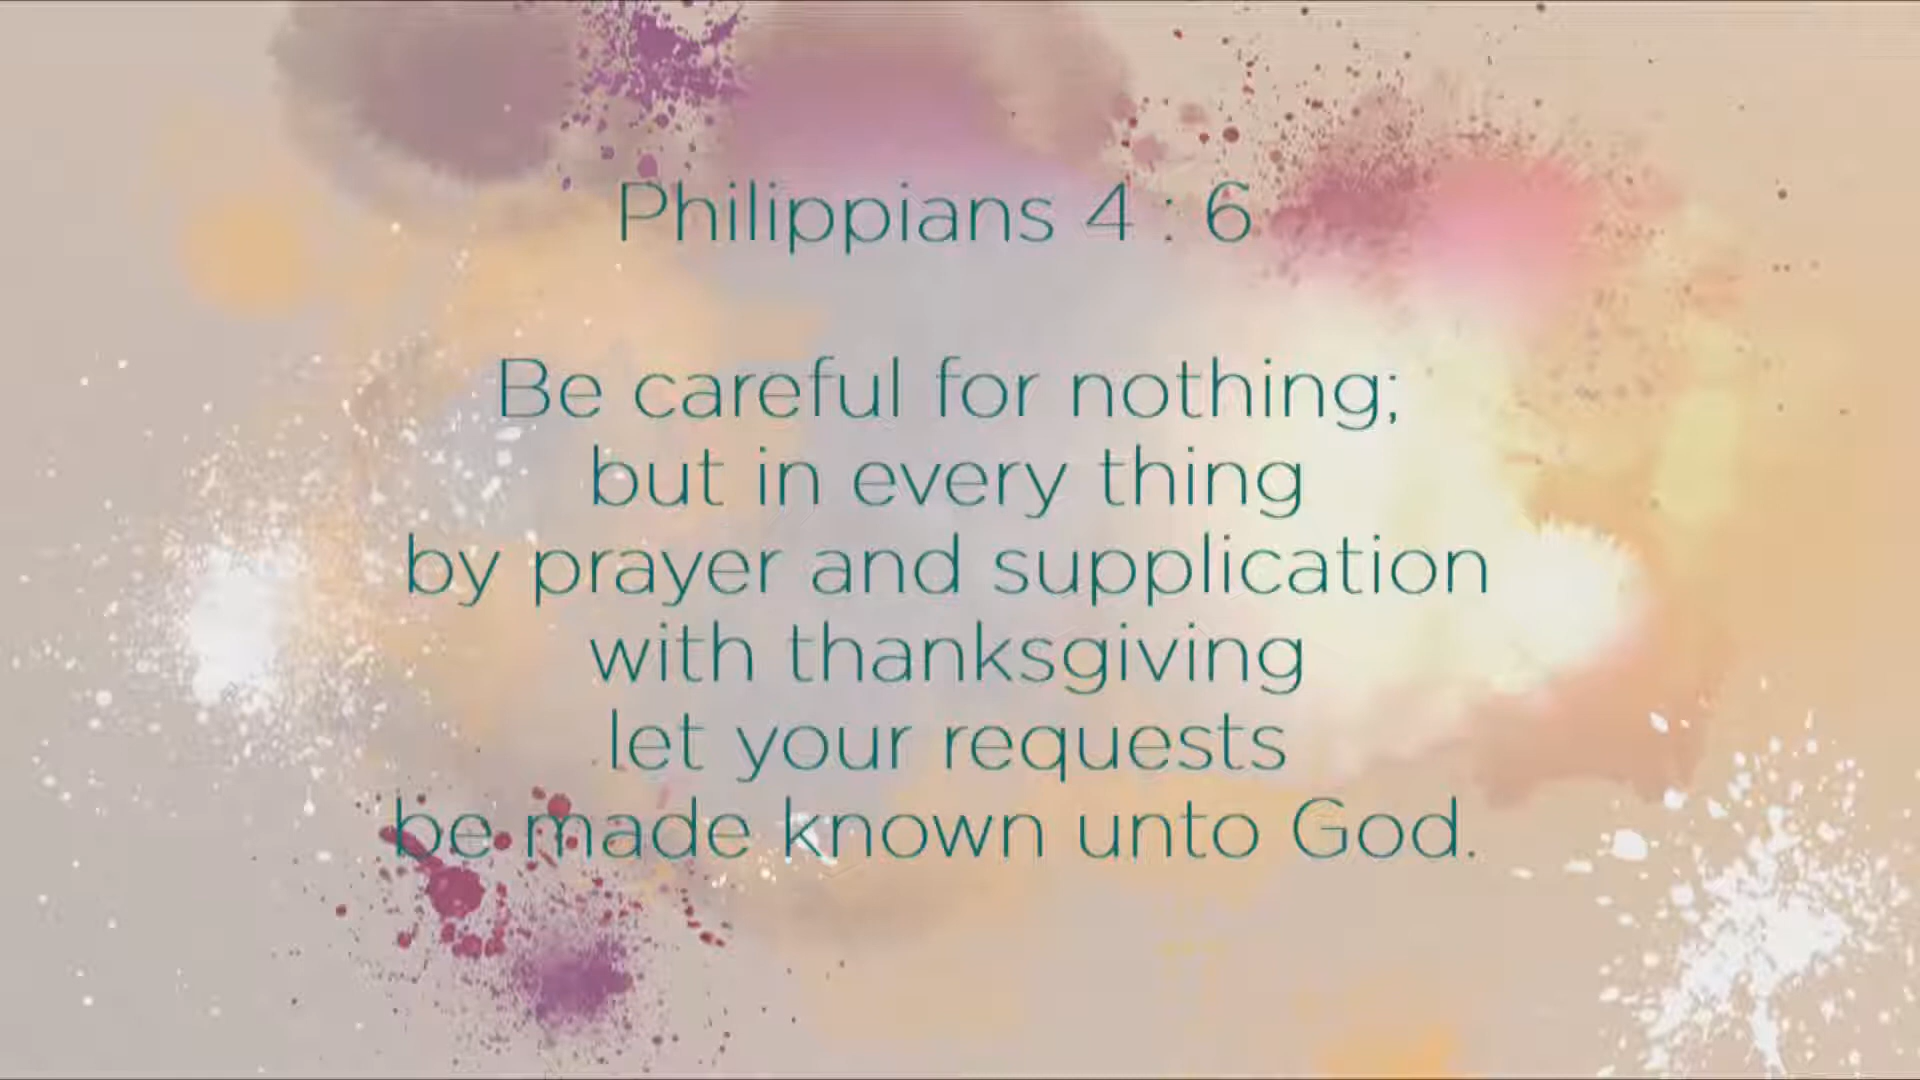 Philippians 4 : 6
Be careful for nothing;
but in every thing
by prayer and supplication
with thanksgiving
let your requests
be made known unto God.